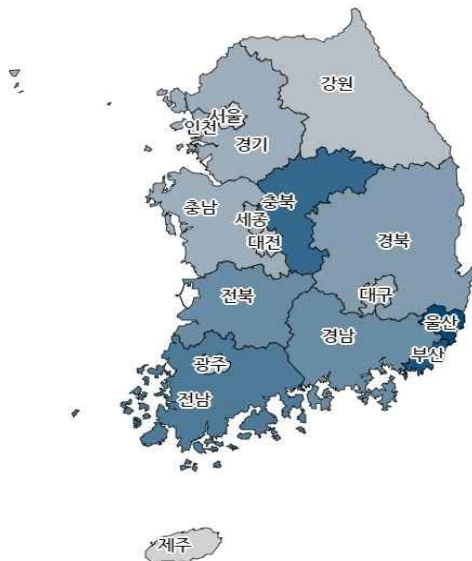 강원
서울
인천
경기
충북
충남
세종
대전
경북
전북
대구
경남
울산
부산
광주
전남
제주